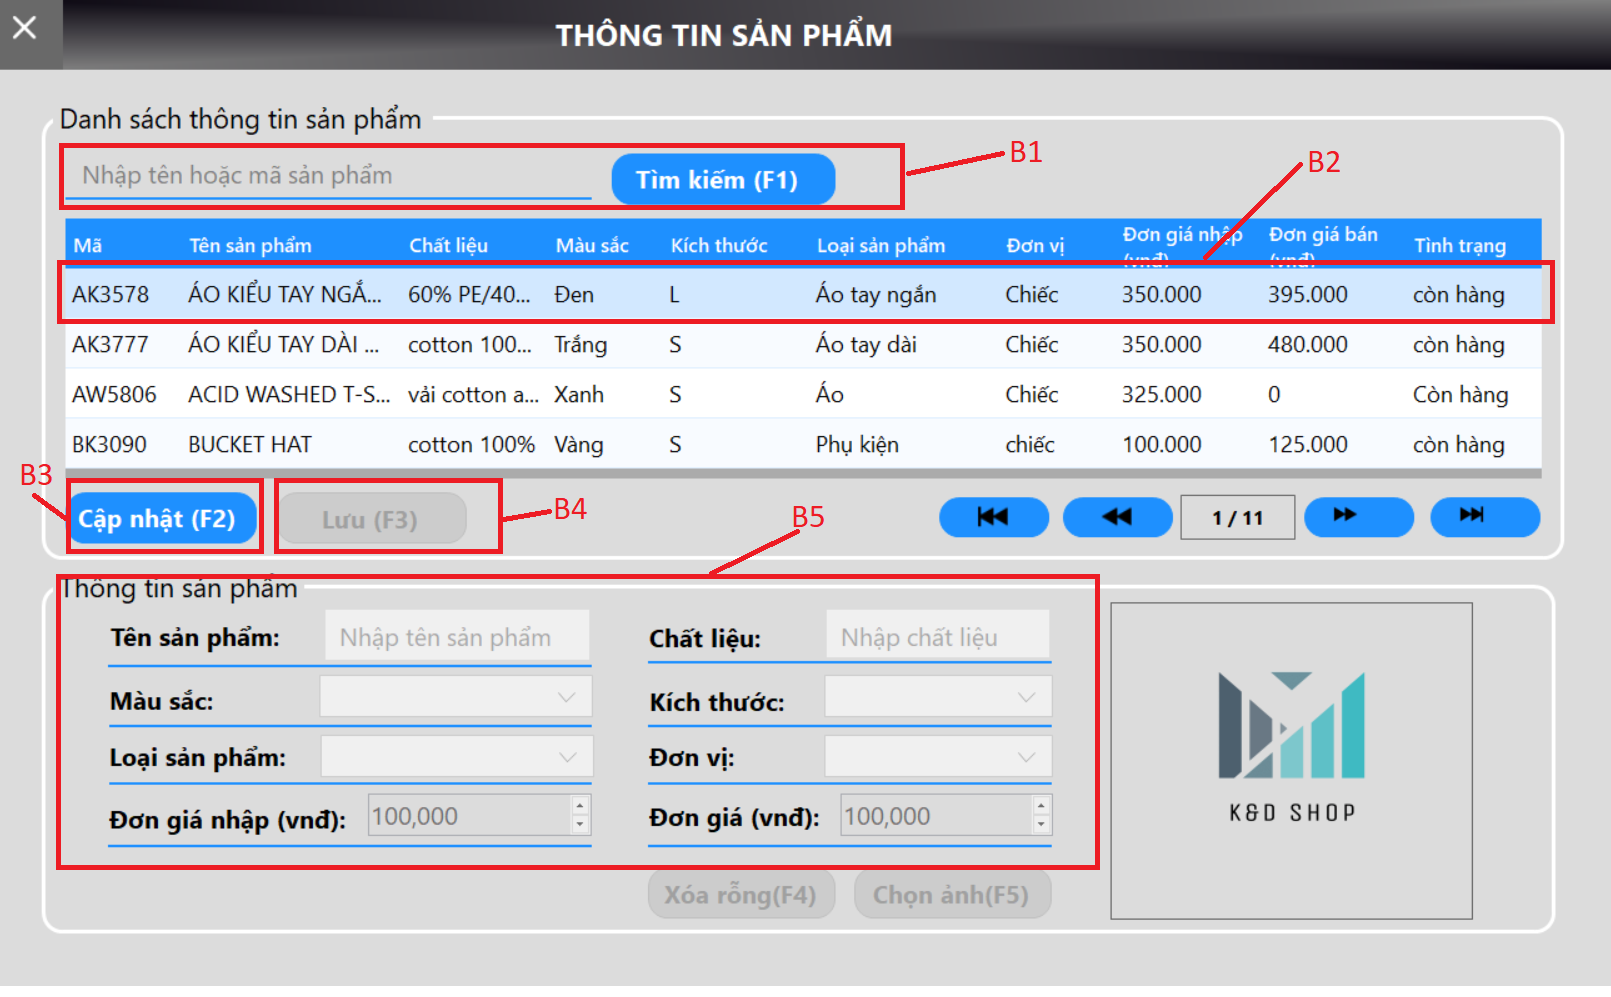 THÔNG TIN SẢN PHẨM
Danh sách thông tin sản phẩm
Nhập tên hoặc mã sản phẩm
Tìm kiếm (F1)
B1
B2
Mã Tên sản phẩm Chất liệu Màu sắc Kích thước Loại sản phẩm Đơn vị Đơn giá nhập (vnđ) Đơn giá bán (vnđ) Tình trạng
AK3578 ÁO KIỂU TAY NGẮ... 60% PE/40... Đen L Áo tay ngắn Chiếc 350.000 395.000 còn hàng
AK3777 ÁO KIỂU TAY DÀI ... cotton 100... Trắng S Áo tay dài Chiếc 350.000 480.000 còn hàng
AW5806 ACID WASHED T-S... vải cotton a... Xanh S Áo Chiếc 325.000 0 Còn hàng
BK3090 BUCKET HAT cotton 100% Vàng S Phụ kiện chiếc 100.000 125.000 còn hàng
B3
Cập nhật (F2)
Lưu (F3)
B4
B5
1 / 11
Thông tin sản phẩm
Tên sản phẩm: Nhập tên sản phẩm Chất liệu: Nhập chất liệu
Màu sắc: Kích thước:
Loại sản phẩm: Đơn vị:
Đơn giá nhập (vnđ): 100,000 Đơn giá (vnđ): 100,000
K&D SHOP
Xóa rỗng(F4) Chọn ảnh(F5)